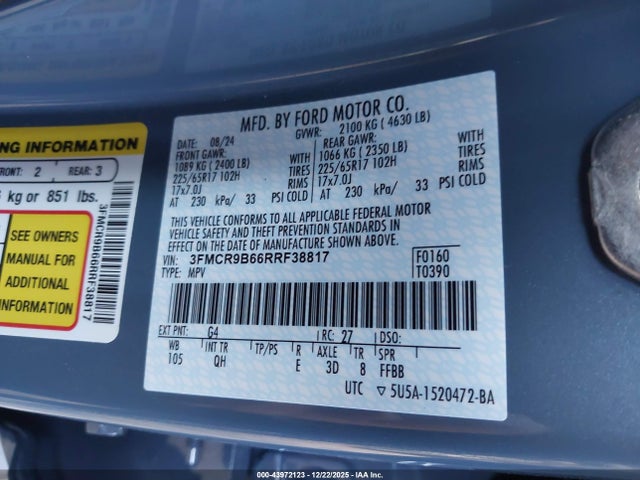 MFD. BY FORD MOTOR CO.
DATE: 08/24 GVWR: 2100 KG ( 4630 LB)
FRONT GAWR: WITH REAR GAWR: WITH
1089 KG ( 2400 LB) TIRES 1066 KG ( 2350 LB) TIRES
225/65R17 102H RIMS 225/65R17 102H RIMS
17x7.0J 17x7.0J
AT 230 kPa/ 33 PSI COLD AT 230 kPa/ 33 PSI COLD
THIS VEHICLE CONFORMS TO ALL APPLICABLE FEDERAL MOTOR
VEHICLE SAFETY AND BUMPER STANDARDS IN
EFFECT ON THE DATE OF MANUFACTURE SHOWN ABOVE.
VIN: 3FMCR9B66RRF38817 F0160
TYPE: MPV T0390
EXT PNT: G4 RC: 27 DSO:
WB INT TR TP/PS R AXLE TR SPR
105 QH E 3D 8 FFBB
UTC ▽ 5U5A-1520472-BA
NG INFORMATION
FRONT: 2 REAR: 3
kg or 851 lbs.
SEE OWNERS
MANUAL FOR
ADDITIONAL
INFORMATION
3FMCR9B66RRF38817
000-43972123 - 12/22/2025 - IAA Inc.